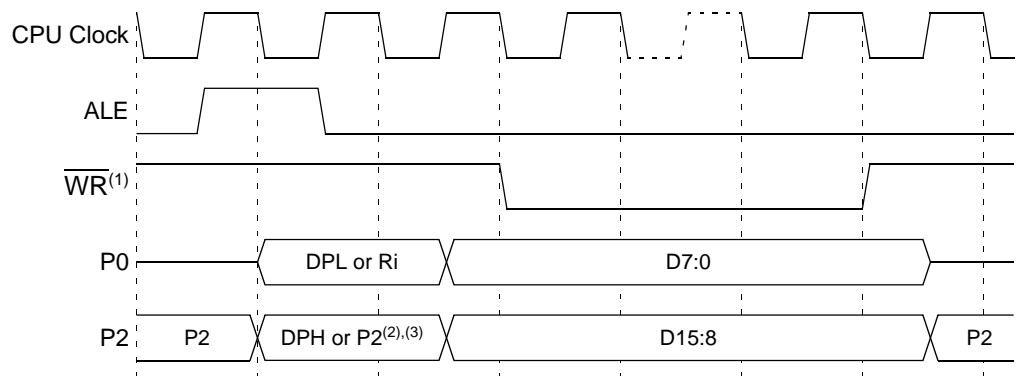 CPU Clock
ALE
WR(1)
P0 DPL or Ri D7:0
P2 P2 DPH or P2(2),(3) D15:8 P2